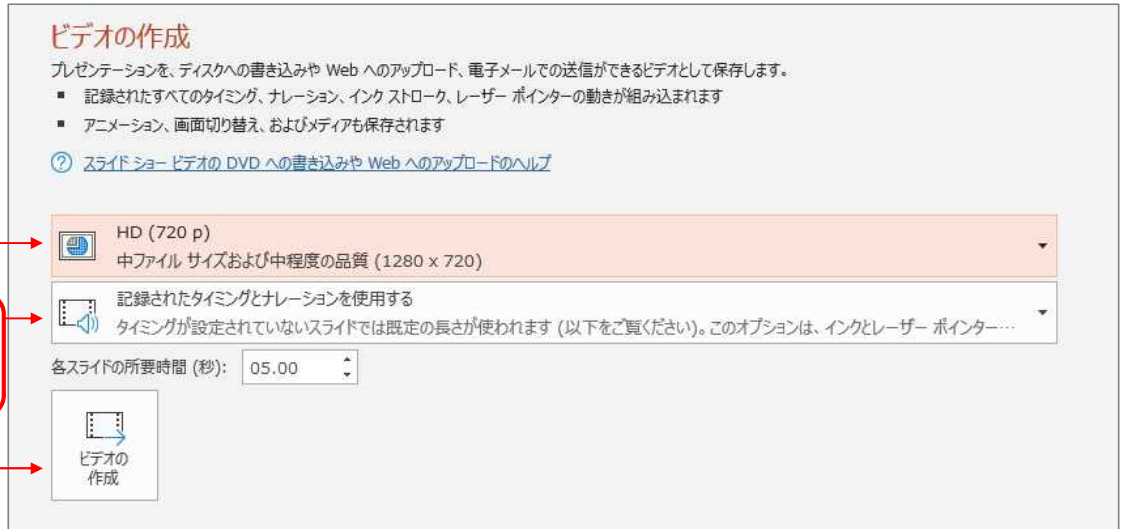 ビデオの作成
プレゼンテーションを、ディスクへの書き込みや Web へのアップロード、電子メールでの送信ができるビデオとして保存します。
■ 記録されたすべてのタイミング、ナレーション、インク ストローク、レーザー ポインターの動きが組み込まれます
■ アニメーション、画面切り替え、およびメディアも保存されます
? スライド ショー ビデオの DVD への書き込みや Web へのアップロードのヘルプ
HD (720 p)
中ファイル サイズおよび中程度の品質 (1280 x 720)
記録されたタイミングとナレーションを使用する
タイミングが設定されていないスライドでは既定の長さが使われます (以下をご覧ください)。このオプションは、インクとレーザー ポインター…
各スライドの所要時間 (秒): 05.00
ビデオの
作成